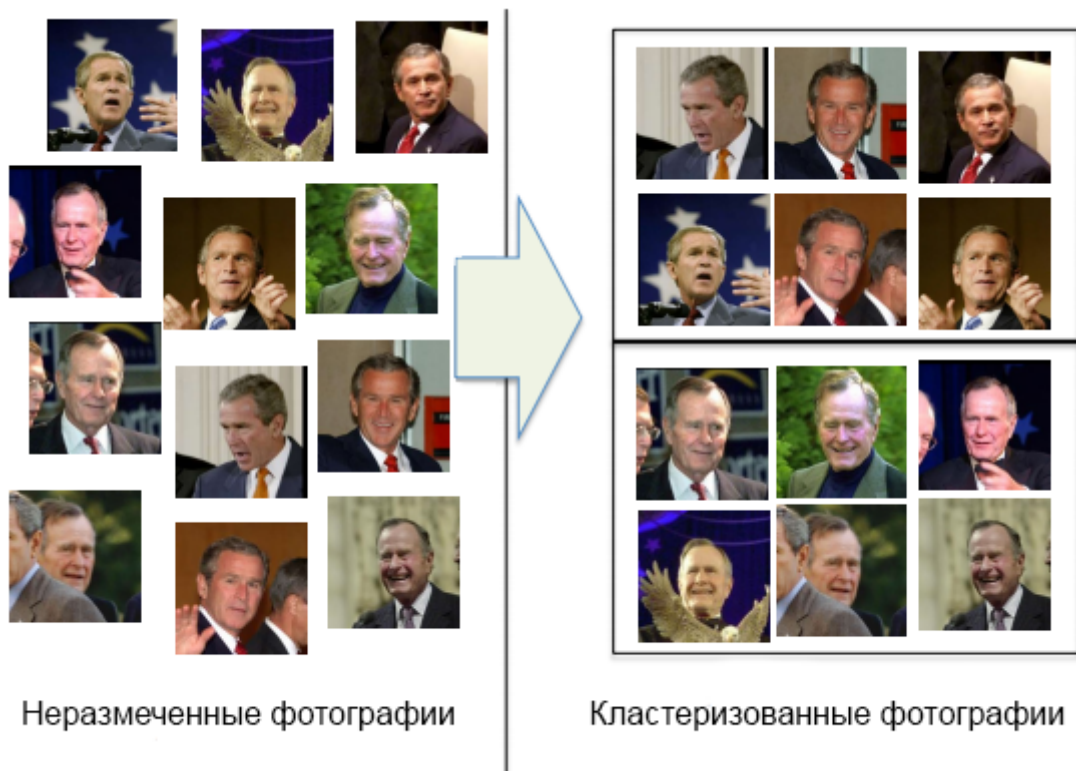 Неразмеченные фотографии
Кластеризованные фотографии